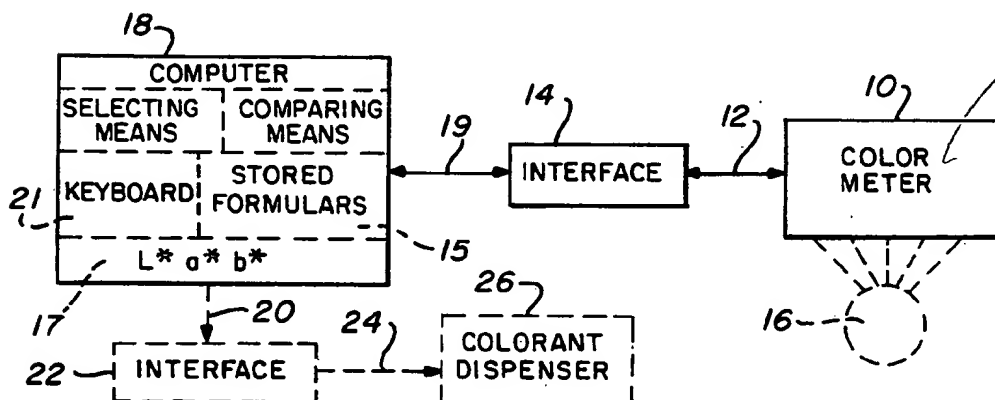 18
COMPUTER
SELECTING MEANS
COMPARING MEANS
KEYBOARD
STORED FORMULARS
L* a* b*
21
17
15
19
14
INTERFACE
12
10
COLOR METER
16
20
22
INTERFACE
24
26
COLORANT DISPENSER